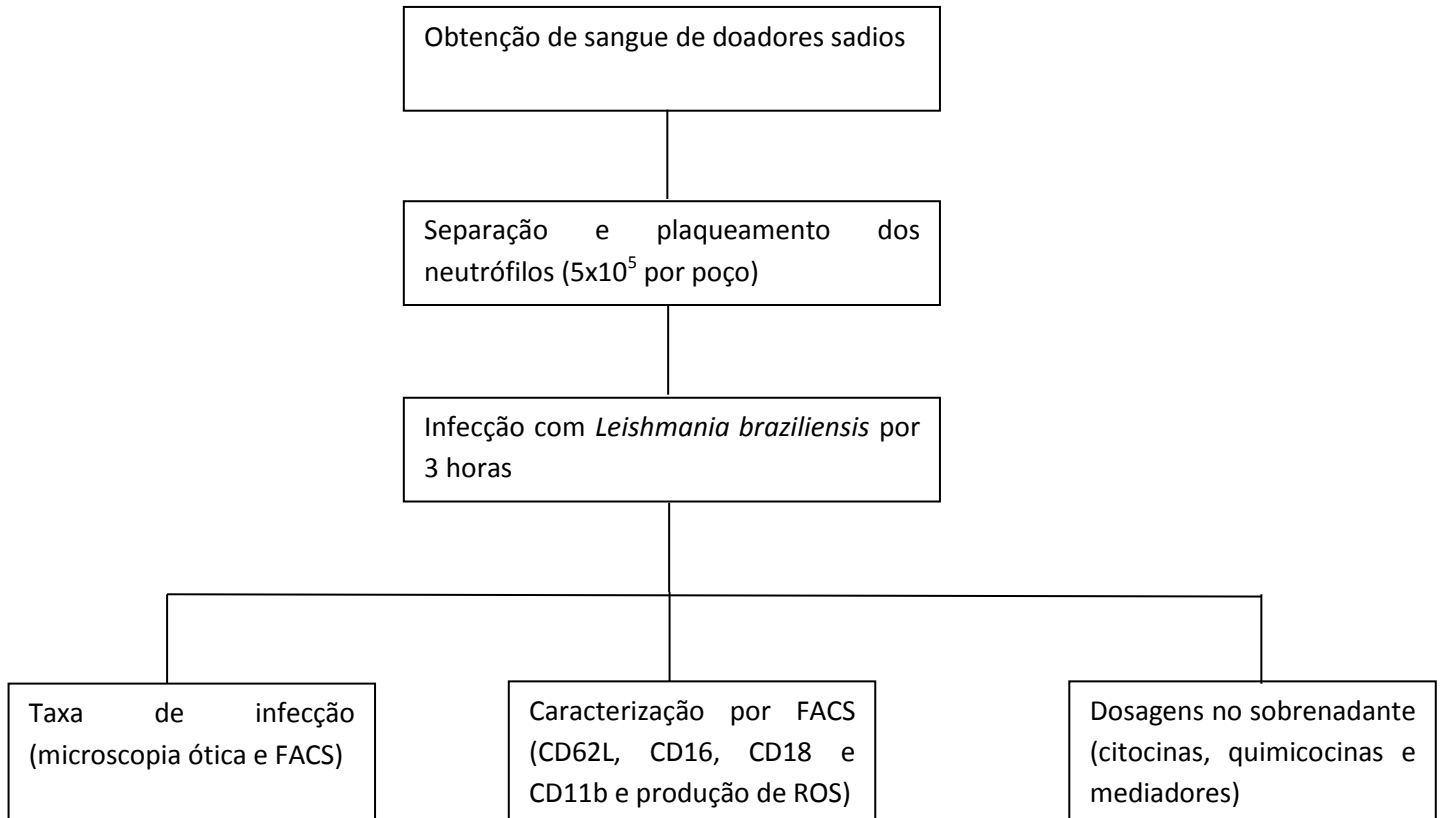 Obtenção de sangue de doadores sadios
Separação e plaqueamento dos
neutrófilos (5x10⁵ por poço)
Infecção com Leishmania braziliensis por
3 horas
Taxa de infecção
(microscopia ótica e FACS)
Caracterização por FACS
(CD62L, CD16, CD18 e
CD11b e produção de ROS)
Dosagens no sobrenadante
(citocinas, quimicocinas e
mediadores)